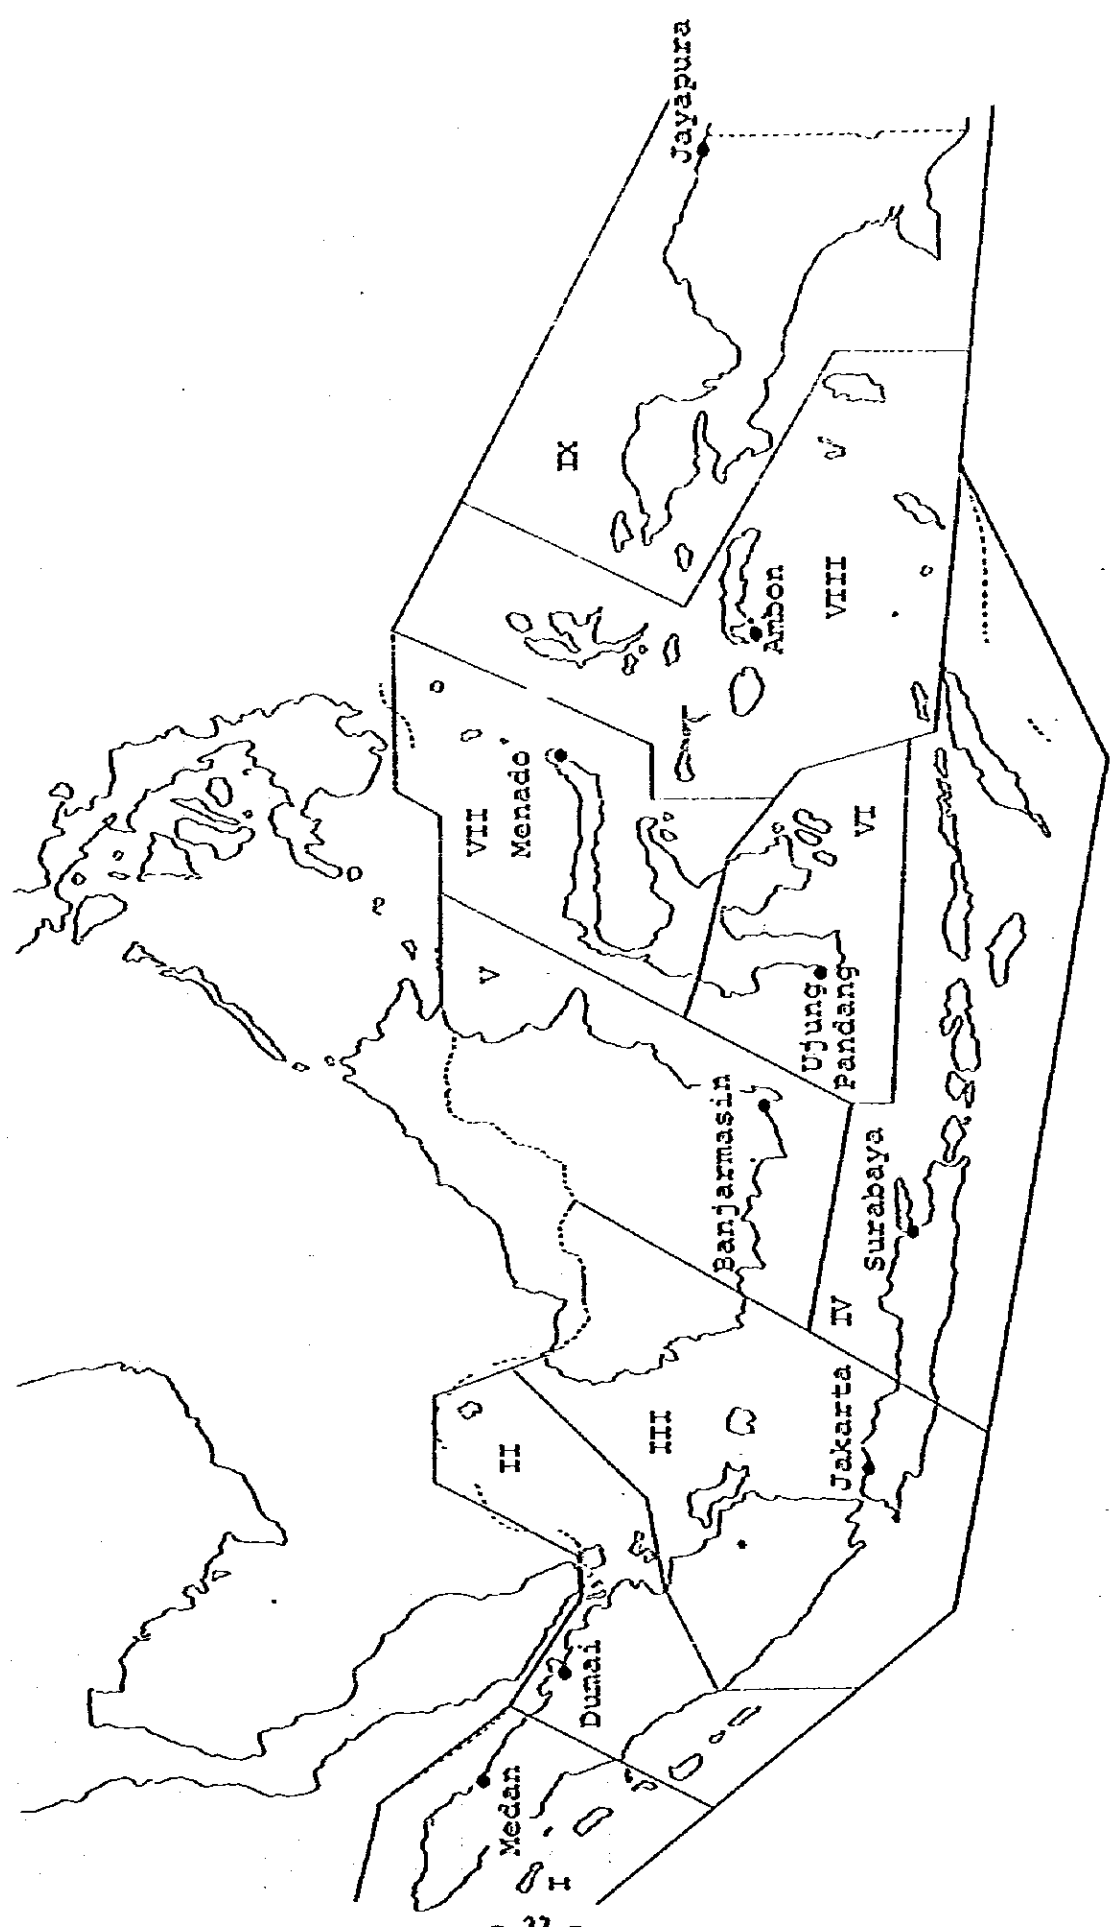 I
Medan
Dumai
II
III
Jakarta
IV
Surabaya
Banjarmasin
V
Ujung
Pandang
VI
VII
Menado
VIII
Ambon
IX
Jayapura